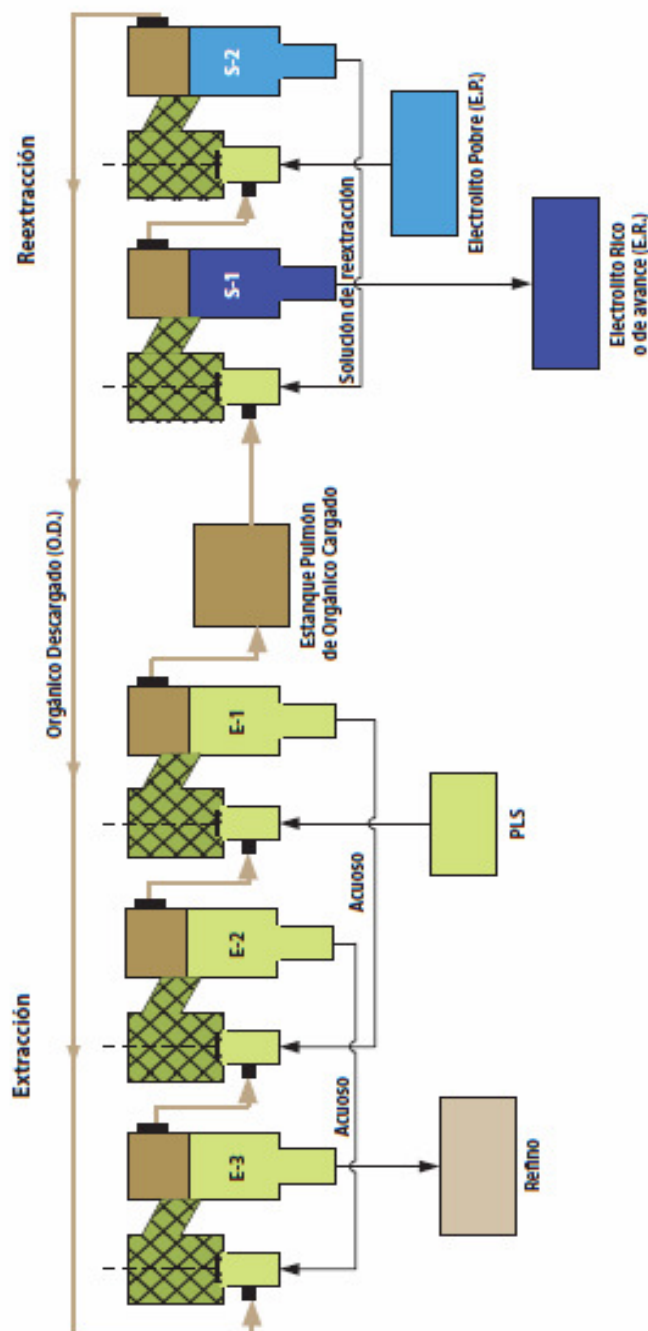 Extracción
Reextracción
Orgánico Descargado (O.D.)
E-3
E-2
E-1
S-1
S-2
Estanque Pulmón
de Orgánico Cargado
Acuoso
Acuoso
Solución de reextracción
Refino
PLS
Electrolito Pobre (E.P.)
Electrolito Rico
o de avance (E.R.)